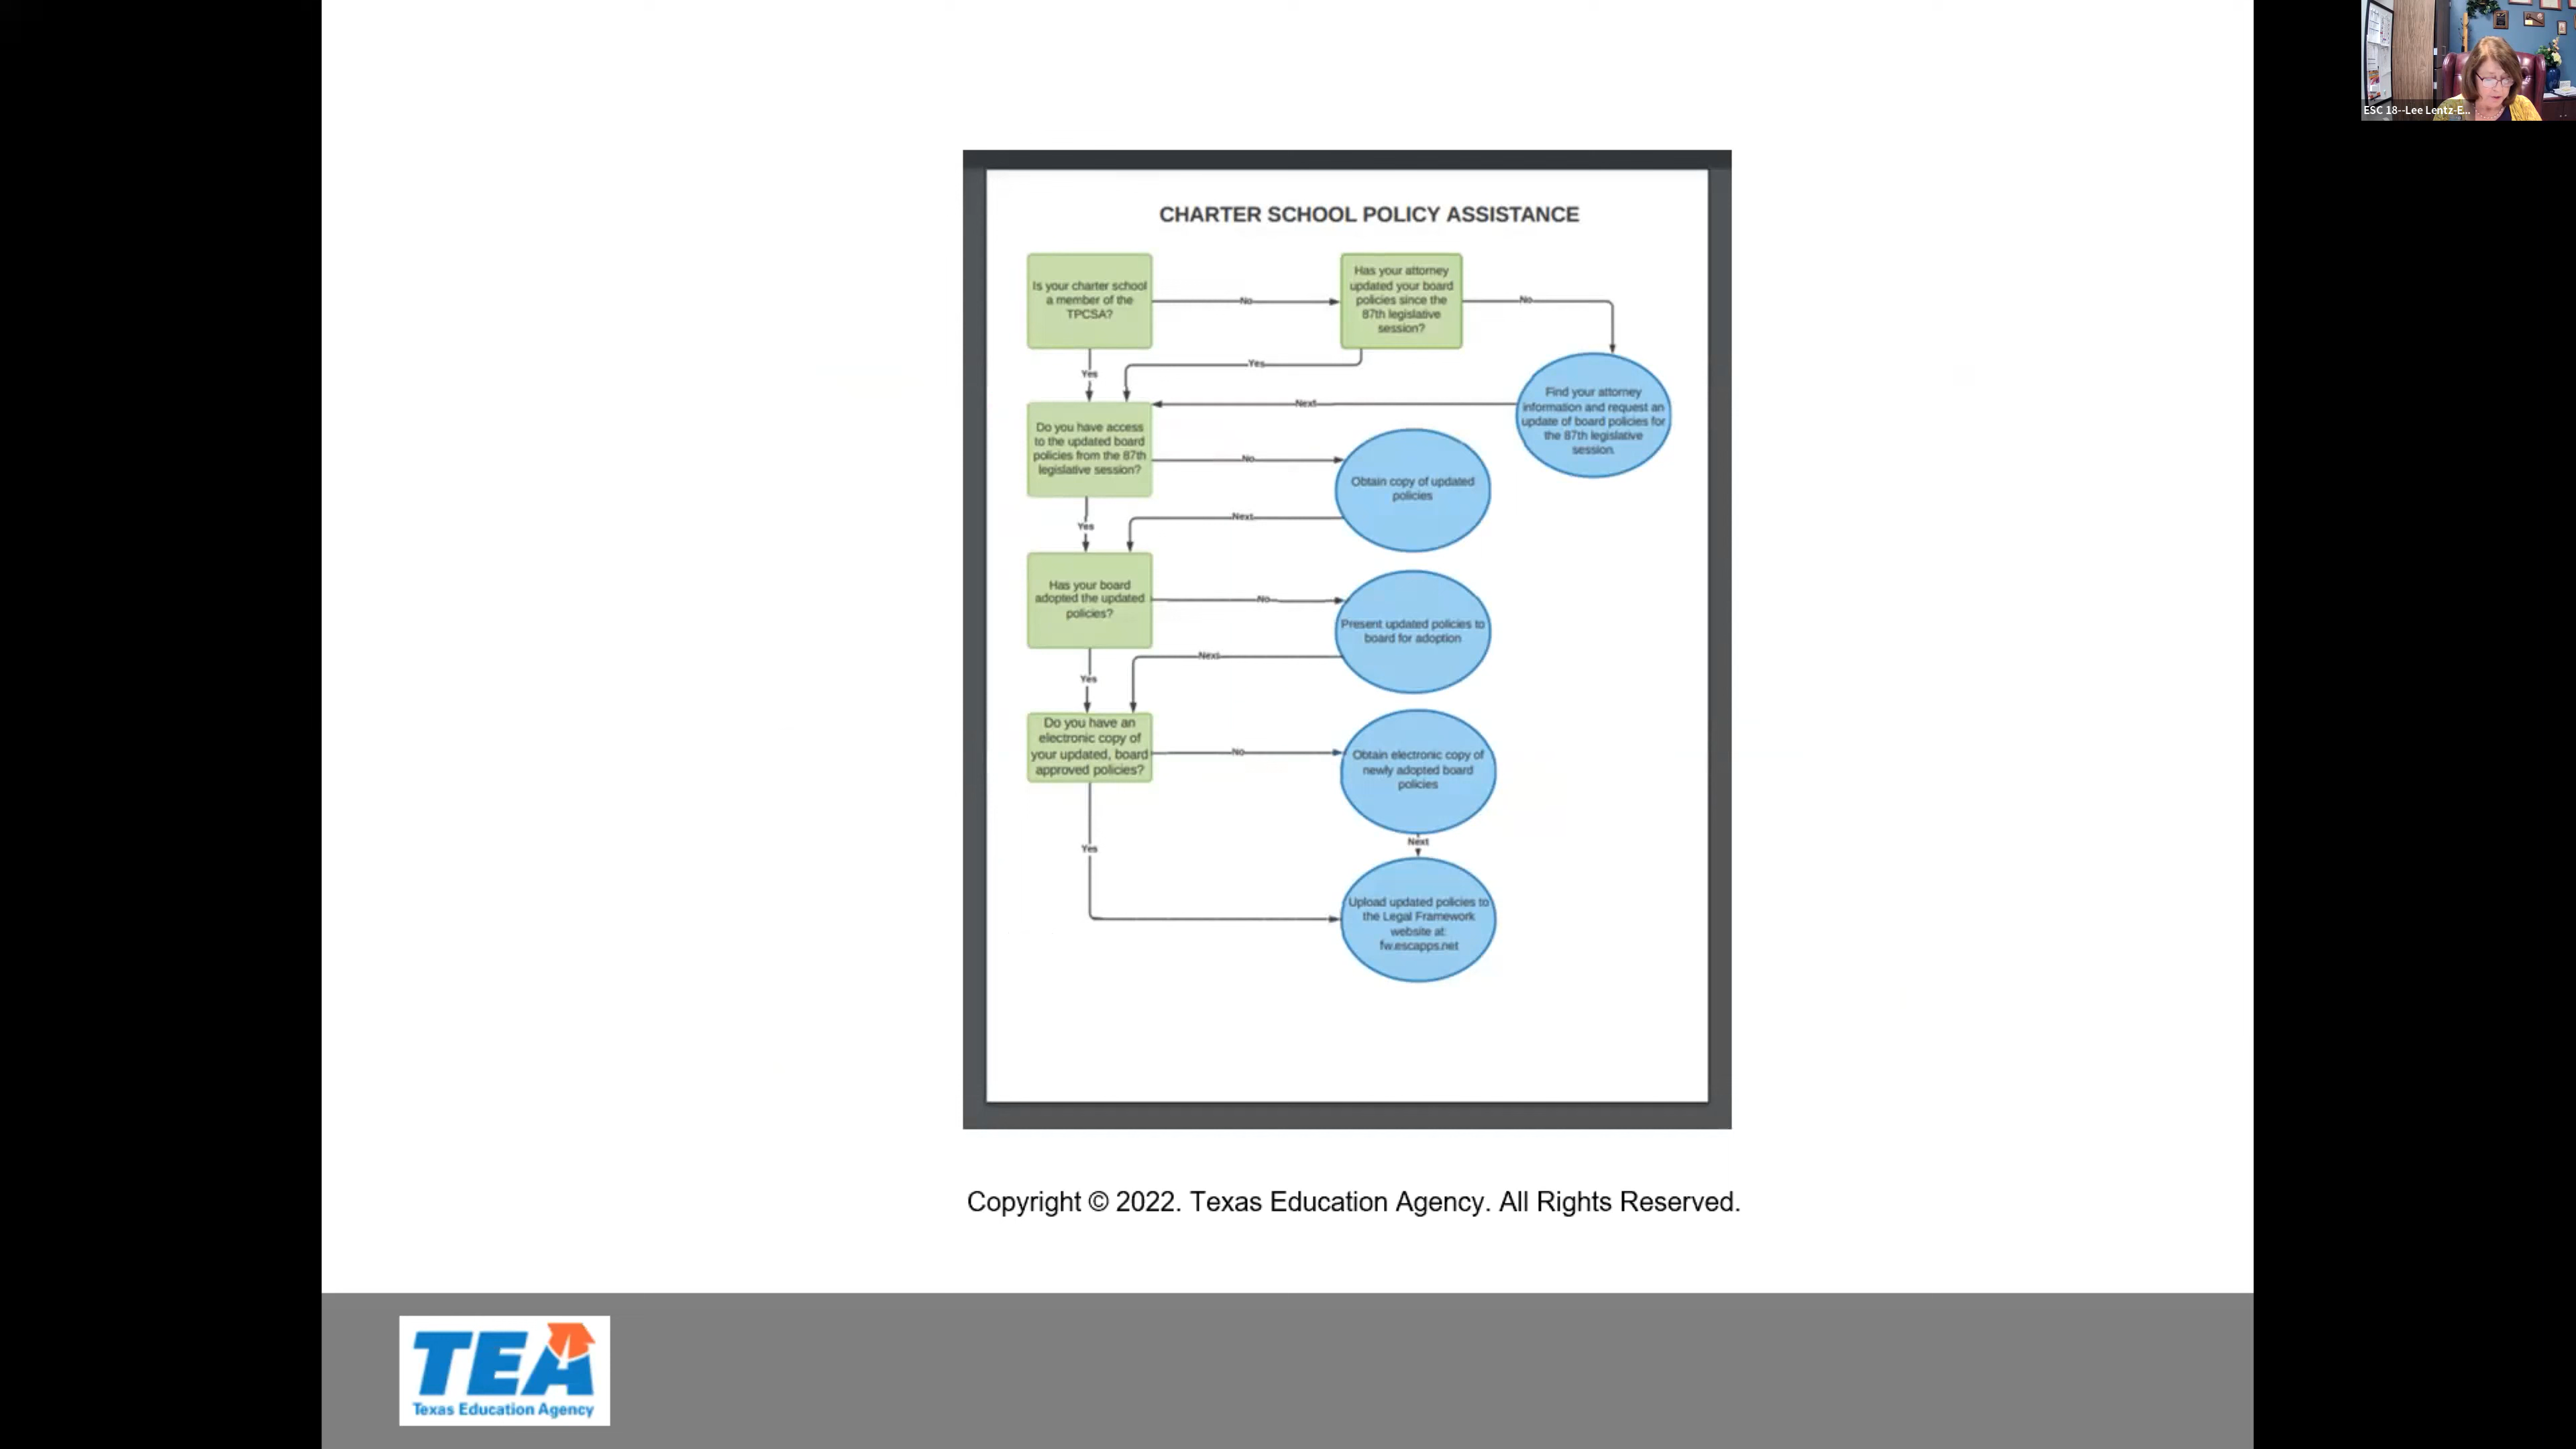 ESC 18--Lee Lentz-E...
CHARTER SCHOOL POLICY ASSISTANCE
Is your charter school
a member of the
TPCSA?
No
Has your attorney
updated your board
policies since the
87th legislative
session?
No
Yes
Yes
Next
Find your attorney
information and request an
update of board policies for
the 87th legislative
session.
Do you have access
to the updated board
policies from the 87th
legislative session?
No
Obtain copy of updated
policies
Yes
Next
Has your board
adopted the updated
policies?
No
Present updated policies to
board for adoption
Yes
Next
Do you have an
electronic copy of
your updated, board
approved policies?
No
Obtain electronic copy of
newly adopted board
policies
Next
Yes
Upload updated policies to
the Legal Framework
website at:
fw.escapps.net
Copyright © 2022. Texas Education Agency. All Rights Reserved.
TEA
Texas Education Agency